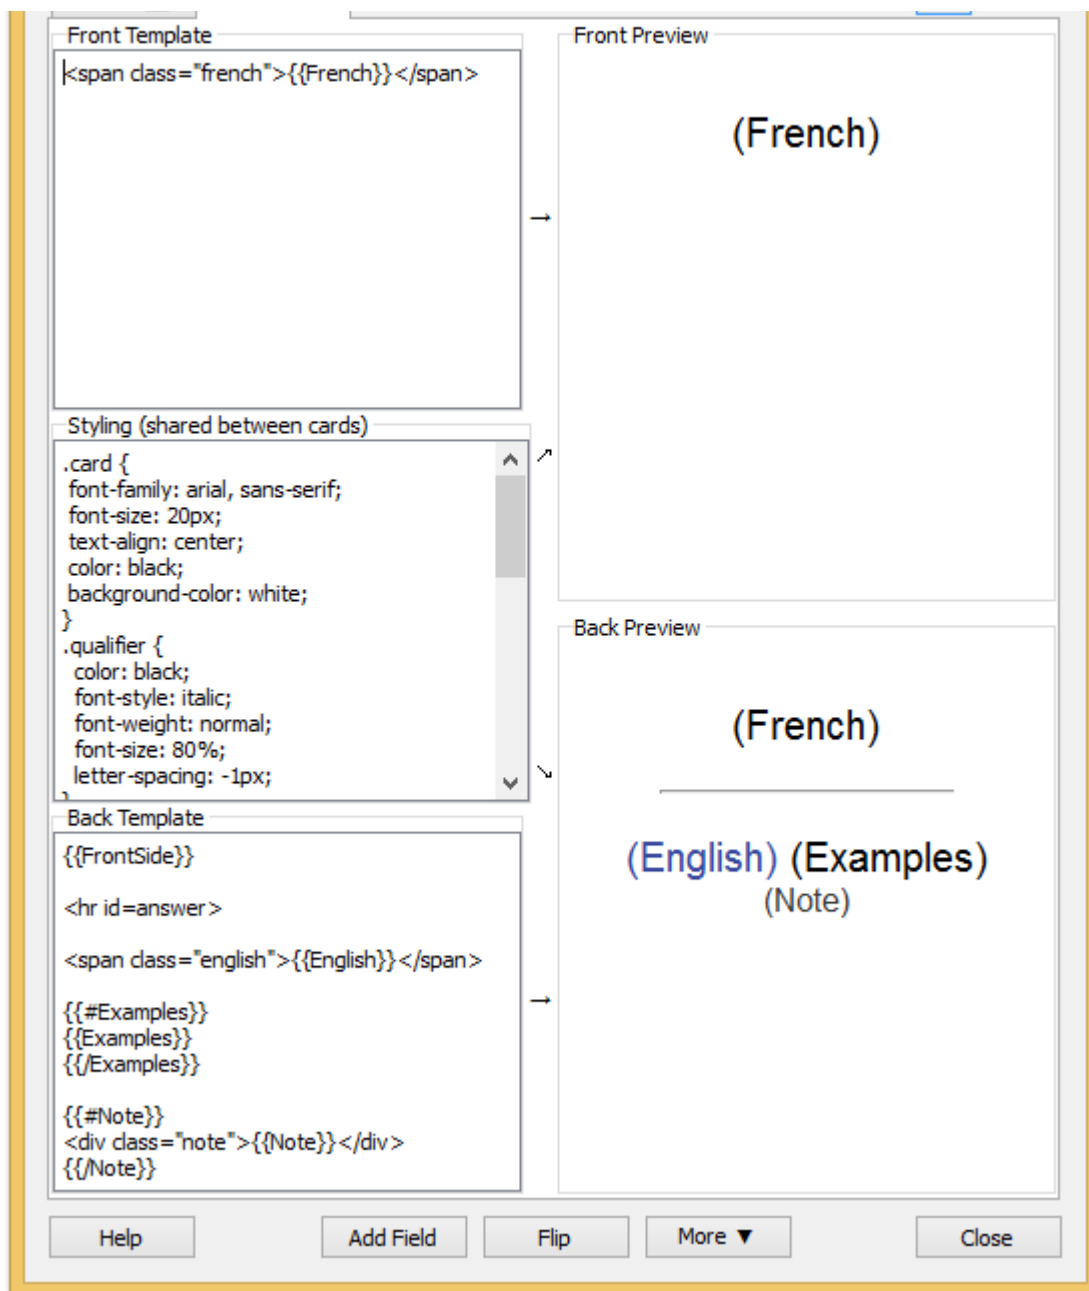 Front Template
<span class="french">{{French}}</span>
Front Preview
(French)
→
Styling (shared between cards)
.card {
font-family: arial, sans-serif;
font-size: 20px;
text-align: center;
color: black;
background-color: white;
}
.qualifier {
color: black;
font-style: italic;
font-weight: normal;
font-size: 80%;
letter-spacing: -1px;
}
Back Template
{{FrontSide}}
<hr id=answer>
<span class="english">{{English}}</span>
{{#Examples}}
{{Examples}}
{{/Examples}}
{{#Note}}
<div class="note">{{Note}}</div>
{{/Note}}
→
Back Preview
(French)
(English) (Examples)
(Note)
Help
Add Field
Flip
More ▼
Close